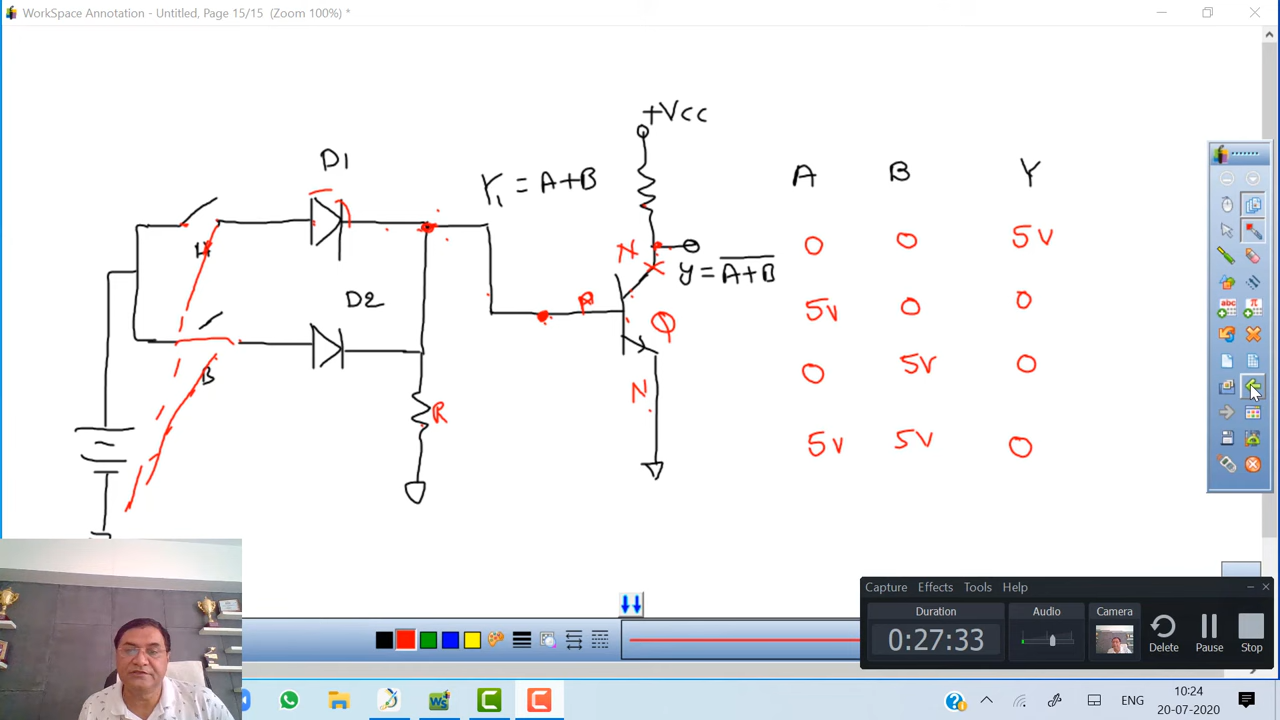 WorkSpace Annotation - Untitled, Page 15/15 (Zoom 100%) *
+Vcc
D1
Y₁ = A+B
A B Y
0 0 5V
N
y = \overline{A+B}
D2
P
5V 0 0
0 5V 0
B
N
R
5V 5V 0
abc
π
Capture Effects Tools Help
Duration Audio Camera
0:27:33
Delete Pause Stop
ENG
10:24
20-07-2020